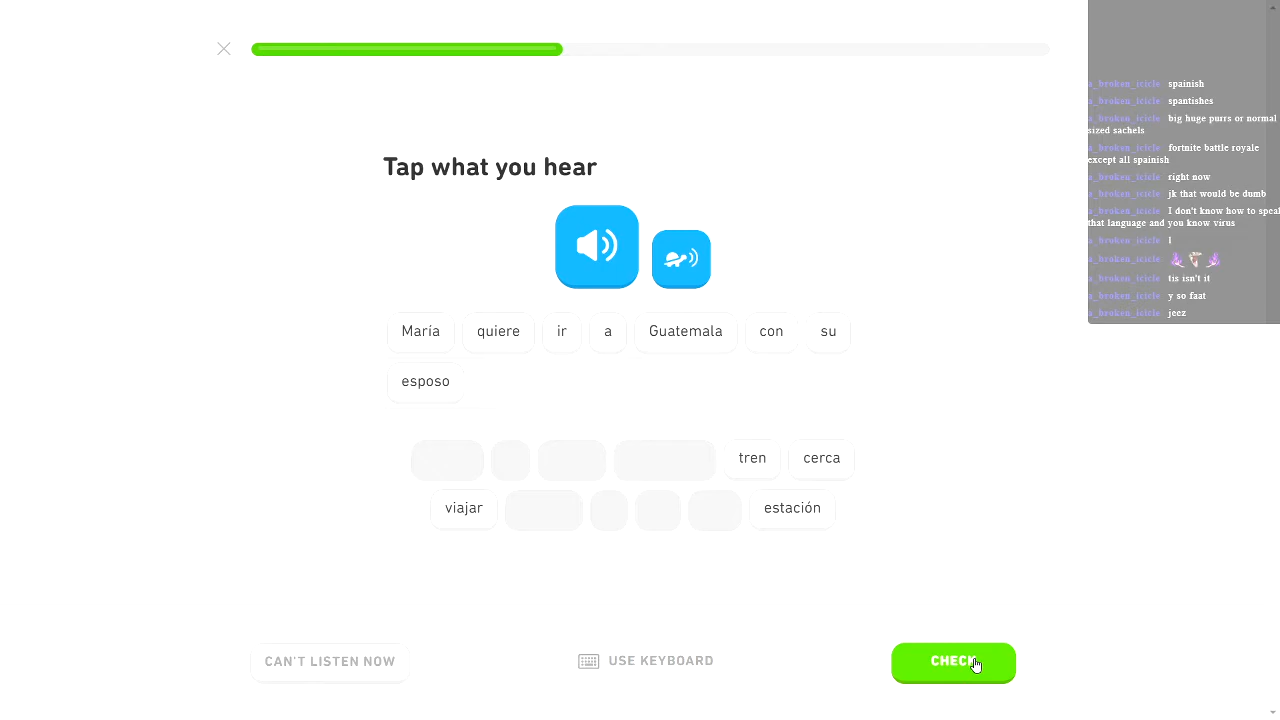 Tap what you hear
María quiere ir a Guatemala con su
esposo
tren cerca
viajar estación
CAN'T LISTEN NOW
USE KEYBOARD
CHECK
a_broken_icicle spainish
a_broken_icicle spantishes
a_broken_icicle big huge purrs or normal
sized sachels
a_broken_icicle fortnite battle royale
except all spainish
a_broken_icicle right now
a_broken_icicle jk that would be dumb
a_broken_icicle I don't know how to speak
that language and you know virus
a_broken_icicle I
a_broken_icicle
a_broken_icicle tis isn't it
a_broken_icicle y so faat
a_broken_icicle jeez